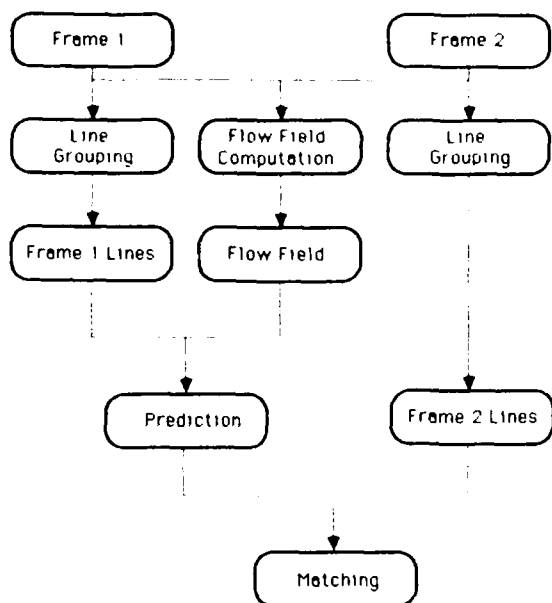 Frame 1
Frame 2
Line
Grouping
Flow Field
Computation
Line
Grouping
Frame 1 Lines
Flow Field
Prediction
Frame 2 Lines
Matching